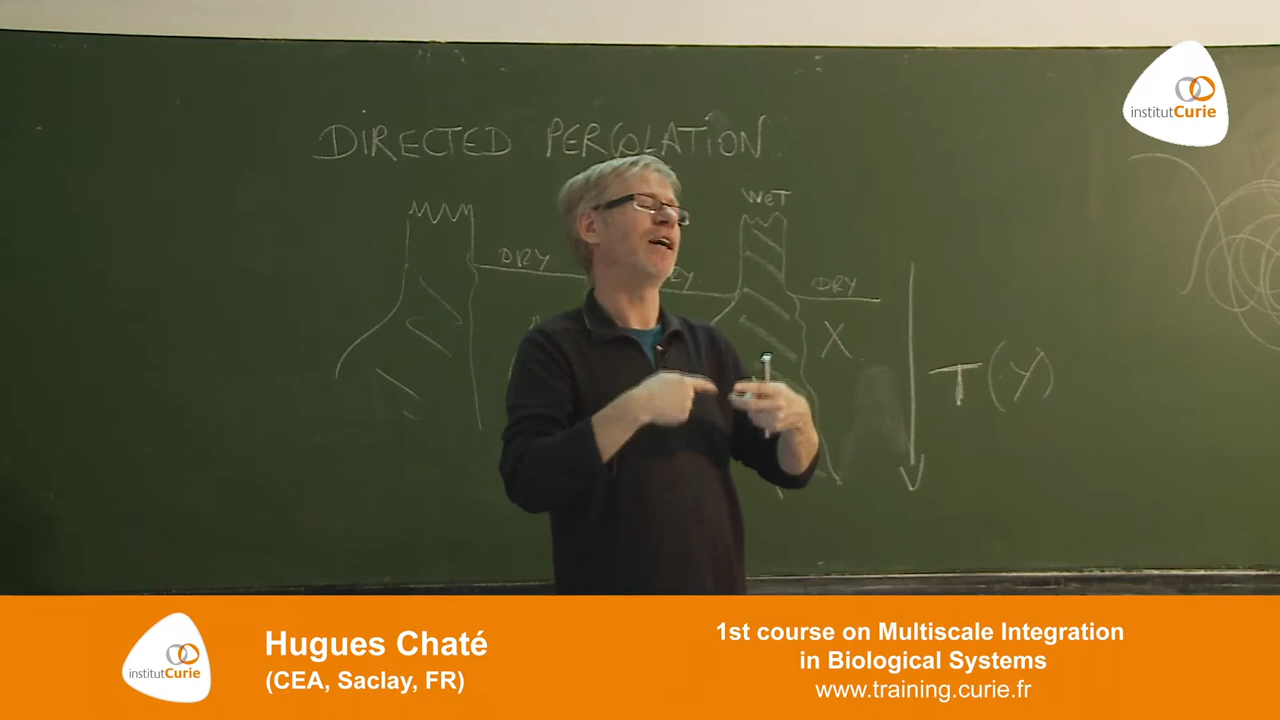 institutCurie
DIRECTED PERCOLATION
WeT
DRY
DRY
X
T(y)
institutCurie
Hugues Chaté
(CEA, Saclay, FR)
1st course on Multiscale Integration
in Biological Systems
www.training.curie.fr